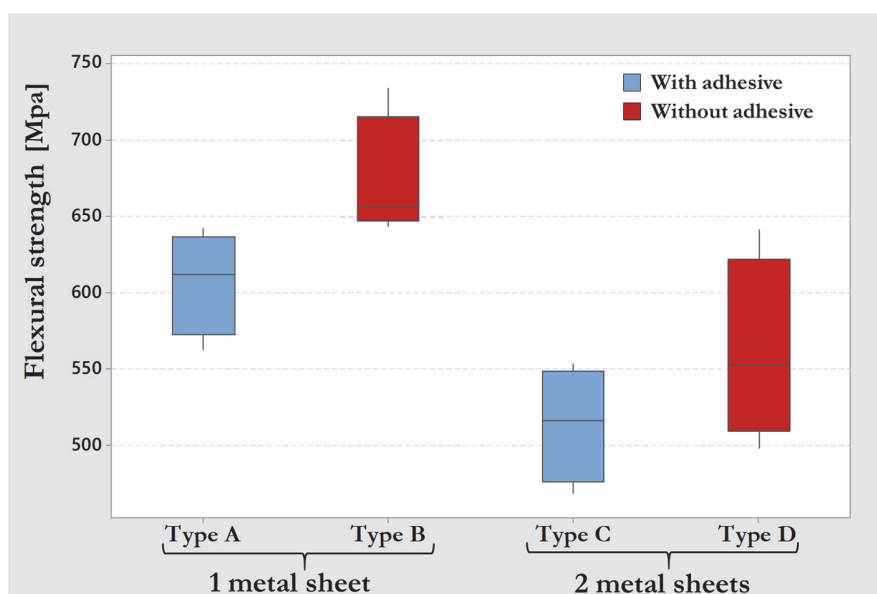 Flexural strength [Mpa]
750
700
650
600
550
500
With adhesive
Without adhesive
Type A
Type B
Type C
Type D
1 metal sheet
2 metal sheets